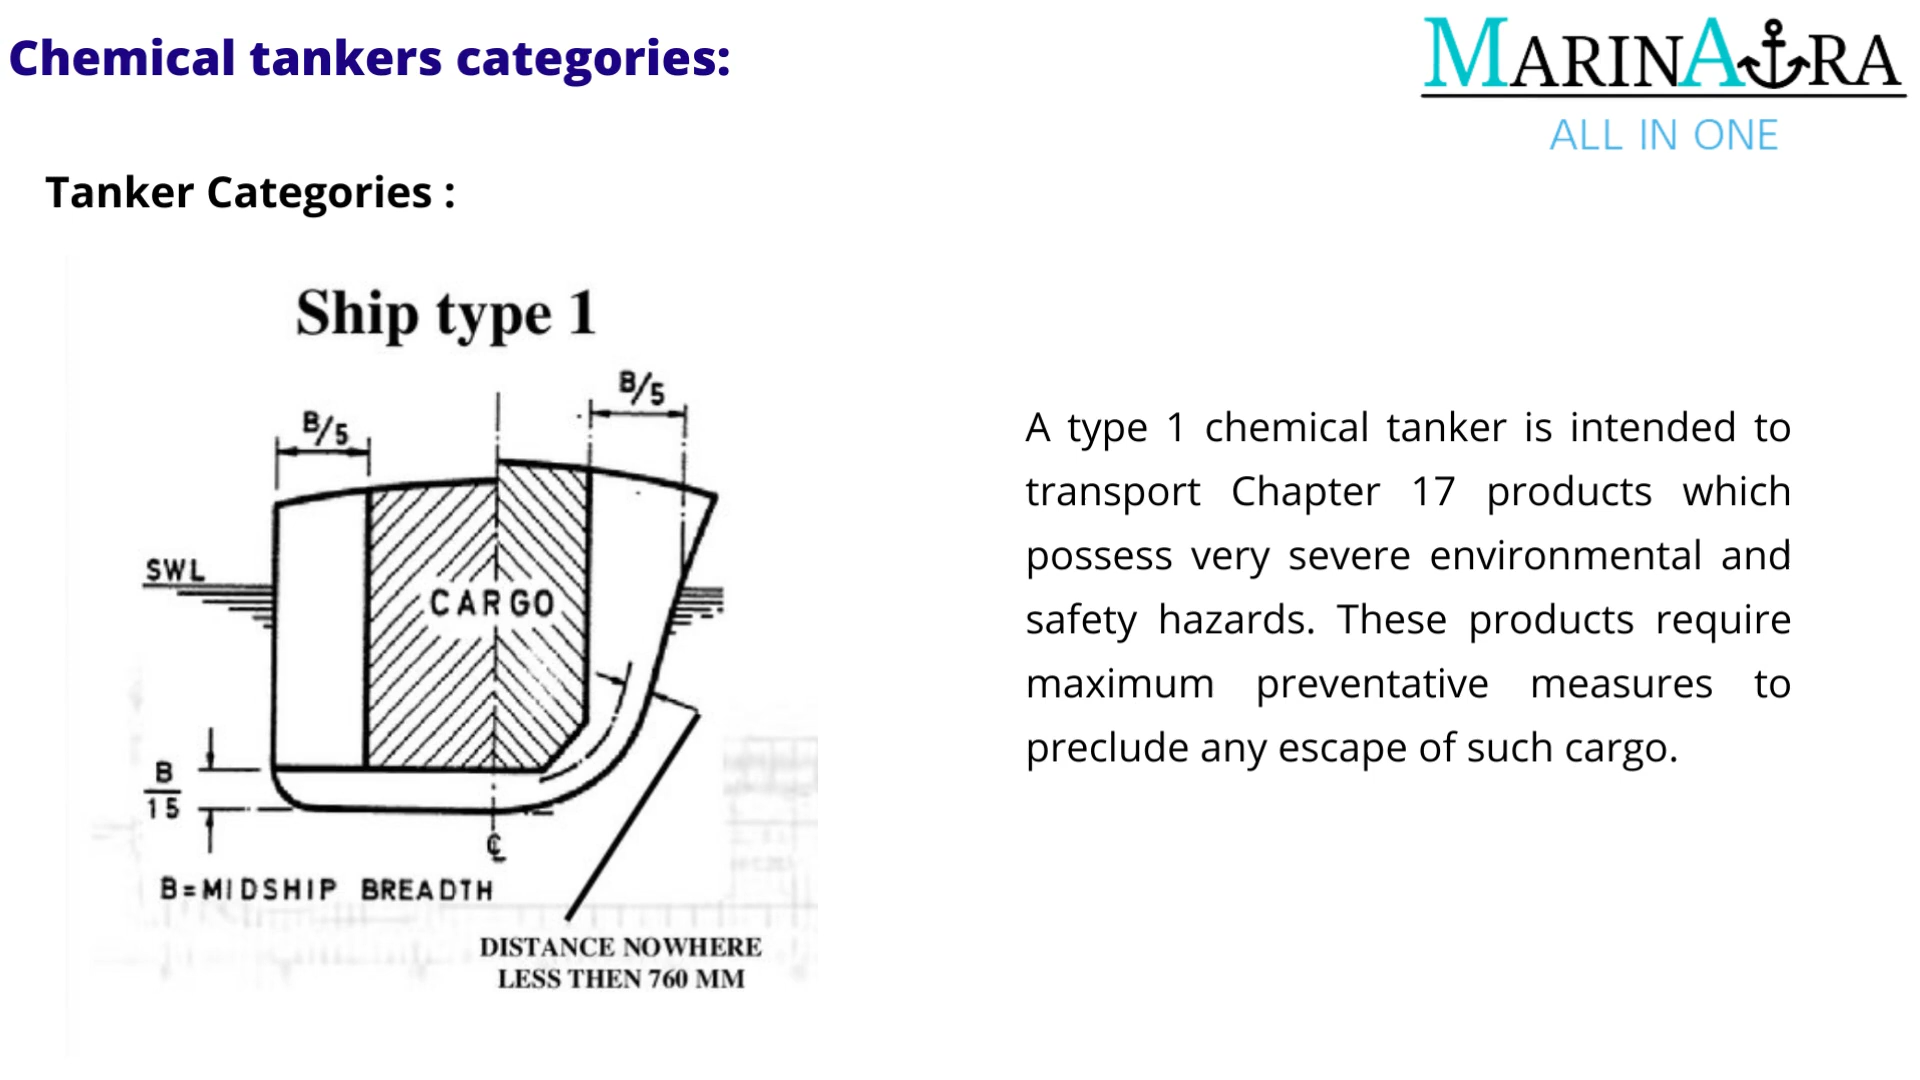 Chemical tankers categories:
MARINAURA
ALL IN ONE
Tanker Categories :
Ship type 1
B/5
B/5
SWL
CARGO
B
15
℄
B=MIDSHIP BREADTH
DISTANCE NOWHERE
LESS THEN 760 MM
A type 1 chemical tanker is intended to
transport Chapter 17 products which
possess very severe environmental and
safety hazards. These products require
maximum preventative measures to
preclude any escape of such cargo.